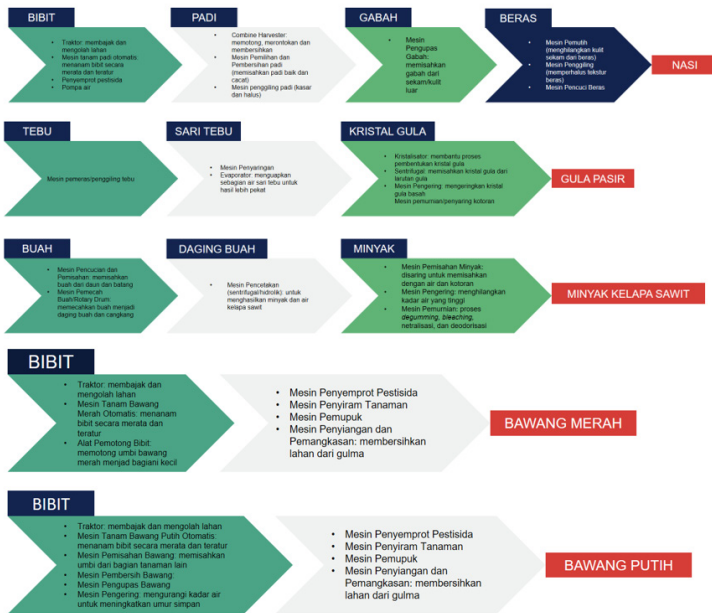 BIBIT
• Traktor: membajak dan
mengolah lahan
• Mesin tanam padi otomatis
menanam bibit secara
merata dan teratur
• Penyemprot pestisida
• Pompa air
PADI
• Combine Harvester:
memotong, merontokan dan
membersihkan
• Mesin Pemilihan dan
Pembersihan padi
(memisahkan padi baik dan
cacat)
• Mesin penggiling padi (kasar
dan halus)
GABAH
• Mesin
Pengupas
Gabah:
memisahkan
gabah dari
sekam/kulit
luar
BERAS
• Mesin Pemutih
(menghilangkan kulit
sekam dari beras)
• Mesin Penggiling
(memperhalus tekstur
beras)
• Mesin Pencuci Beras
NASI
TEBU
Mesin pemeras/penggiling tebu
SARI TEBU
• Mesin Penyaringan
• Evaporator: menguapkan
sebagian air sari tebu untuk
hasil lebih pekat
KRISTAL GULA
• Kristalisator: membantu proses
pembentukan kristal gula
• Sentrifugal: memisahkan kristal gula dari
larutan gula
• Mesin Pengering: mengeringkan kristal
gula basah
Mesin pemurnian/penyaring kotoran
GULA PASIR
BUAH
• Mesin Pencucian dan
Pemisahan: memisahkan
buah dan daun dan batang
• Mesin Pemecah
Buah/Rotary Drum:
memecahkan buah menjadi
daging buah dan cangkang
DAGING BUAH
• Mesin Pencetakan
(sentrifugal/hidrolik): untuk
menghasilkan minyak dan air
kelapa sawit
MINYAK
• Mesin Pemisahan Minyak:
disaring untuk memisahkan
dengan air dan kotoran
• Mesin Pengering: menghilangkan
kadar air yang tinggi
• Mesin Pemurnian: proses
degumming, bleaching,
netralisasi, dan deodorisasi
MINYAK KELAPA SAWIT
BIBIT
• Traktor: membajak dan
mengolah lahan
• Mesin Tanam Bawang
Merah Otomatis: menanam
bibit secara merata dan
teratur
• Alat Pemotong Bibit:
memotong umbi bawang
merah menjad bagiani kecil
• Mesin Penyemprot Pestisida
• Mesin Penyiram Tanaman
• Mesin Pemupuk
• Mesin Penyiangan dan
Pemangkasan: membersihkan
lahan dari gulma
BAWANG MERAH
BIBIT
• Traktor: membajak dan mengolah lahan
• Mesin Tanam Bawang Putih Otomatis:
menanam bibit secara merata dan teratur
• Mesin Pemisahan Bawang: memisahkan
umbi dari bagian tanaman lain
• Mesin Pembersih Bawang:
• Mesin Pengupas Bawang
• Mesin Pengering: mengurangi kadar air
untuk meningkatkan umur simpan
• Mesin Penyemprot Pestisida
• Mesin Penyiram Tanaman
• Mesin Pemupuk
• Mesin Penyiangan dan
Pemangkasan: membersihkan
lahan dari gulma
BAWANG PUTIH